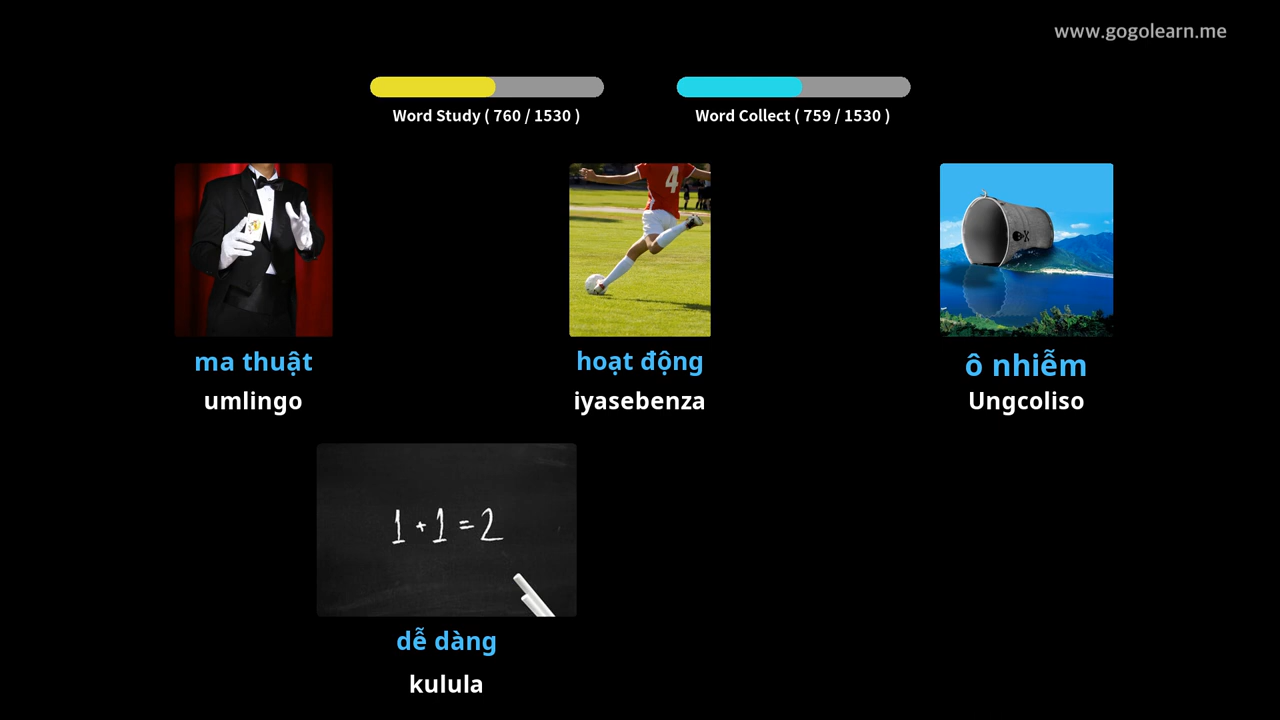 www.gogolearn.me
Word Study ( 760 / 1530 )
Word Collect ( 759 / 1530 )
4
ma thuật
umlingo
hoạt động
iyasebenza
ô nhiễm
Ungcoliso
1 + 1 = 2
dễ dàng
kulula